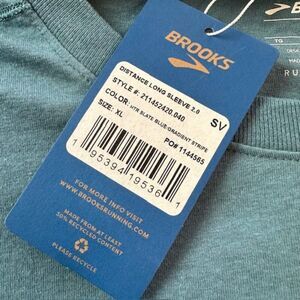 BROOKS
DISTANCE LONG SLEEVE 2.0
STYLE #: 211452420.040
COLOR: HTR SLATE BLUE/GRADIENT STRIPE
SIZE: XL
SV
PO# 1144565
1 95394 19536 1
FOR MORE INFO VISIT
WWW.BROOKSRUNNING.COM
MADE FROM AT LEAST
30% RECYCLED CONTENT
PLEASE RECYCLE